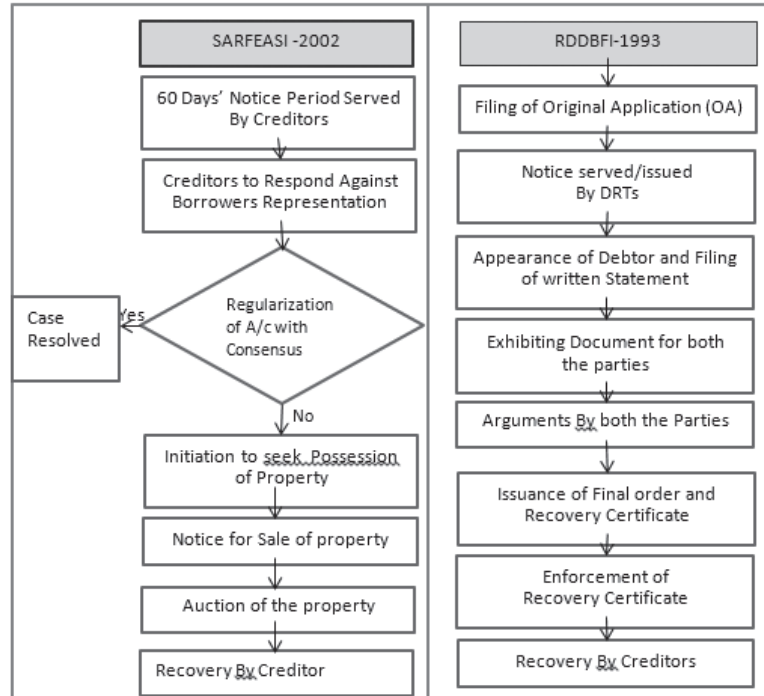 SARFEASI -2002
60 Days’ Notice Period Served
By Creditors
Creditors to Respond Against
Borrowers Representation
Regularization
of A/c with
Consensus
Yes
Case
Resolved
No
Initiation to seek Possession
of Property
Notice for Sale of property
Auction of the property
Recovery By Creditor
RDDBFI-1993
Filing of Original Application (OA)
Notice served/issued
By DRTs
Appearance of Debtor and Filing
of written Statement
Exhibiting Document for both
the parties
Arguments By both the Parties
Issuance of Final order and
Recovery Certificate
Enforcement of
Recovery Certificate
Recovery By Creditors